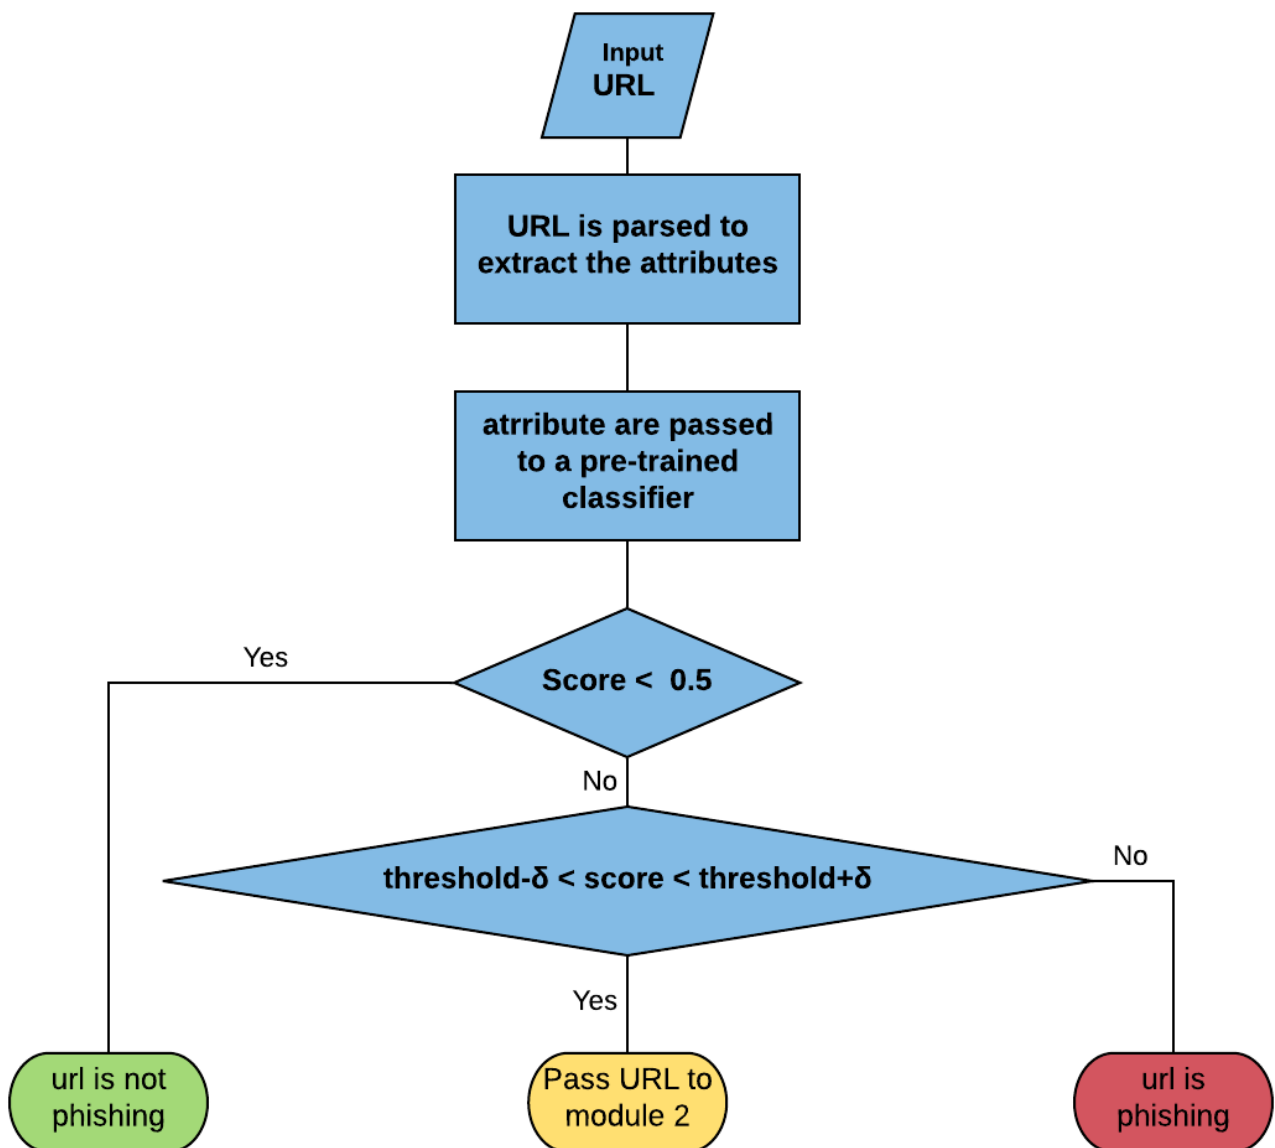 Input
URL
URL is parsed to
extract the attributes
atrribute are passed
to a pre-trained
classifier
Score <  0.5
Yes
No
threshold-δ < score < threshold+δ
No
Yes
url is not
phishing
Pass URL to
module 2
url is
phishing